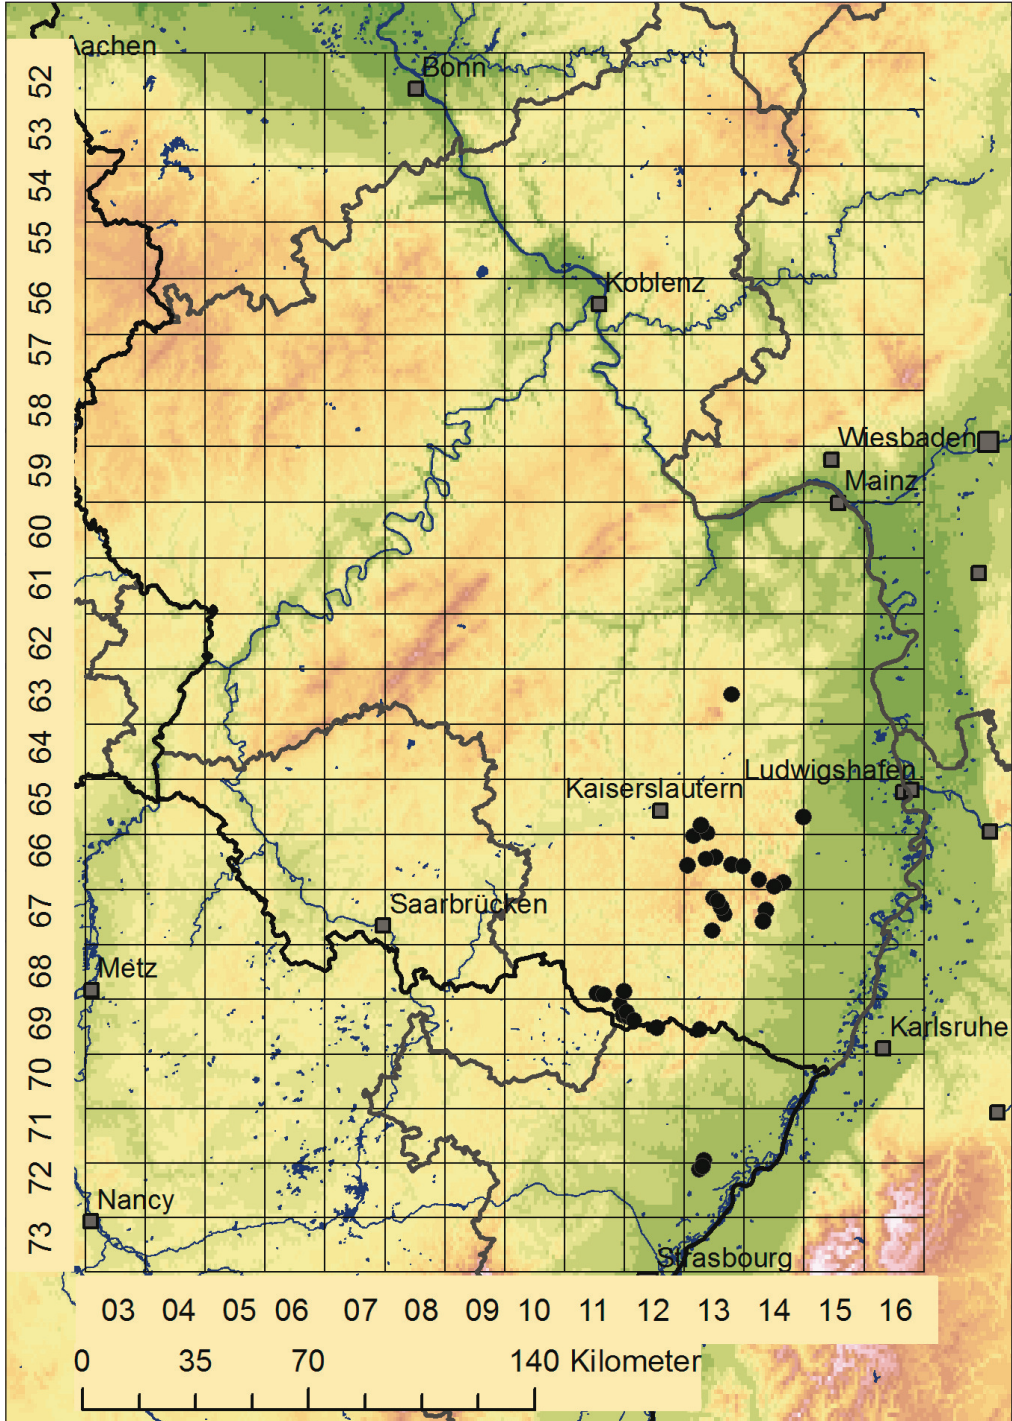 Aachen
Bonn
52
53
54
55
56
Koblenz
57
58
Wiesbaden
59
Mainz
60
61
62
63
64
Ludwigshafen
65
Kaiserslautern
66
67
Saarbrücken
68
Metz
69
Karlsruhe
70
71
72
Nancy
73
Strasbourg
03 04 05 06 07 08 09 10 11 12 13 14 15 16
0 35 70 140 Kilometer